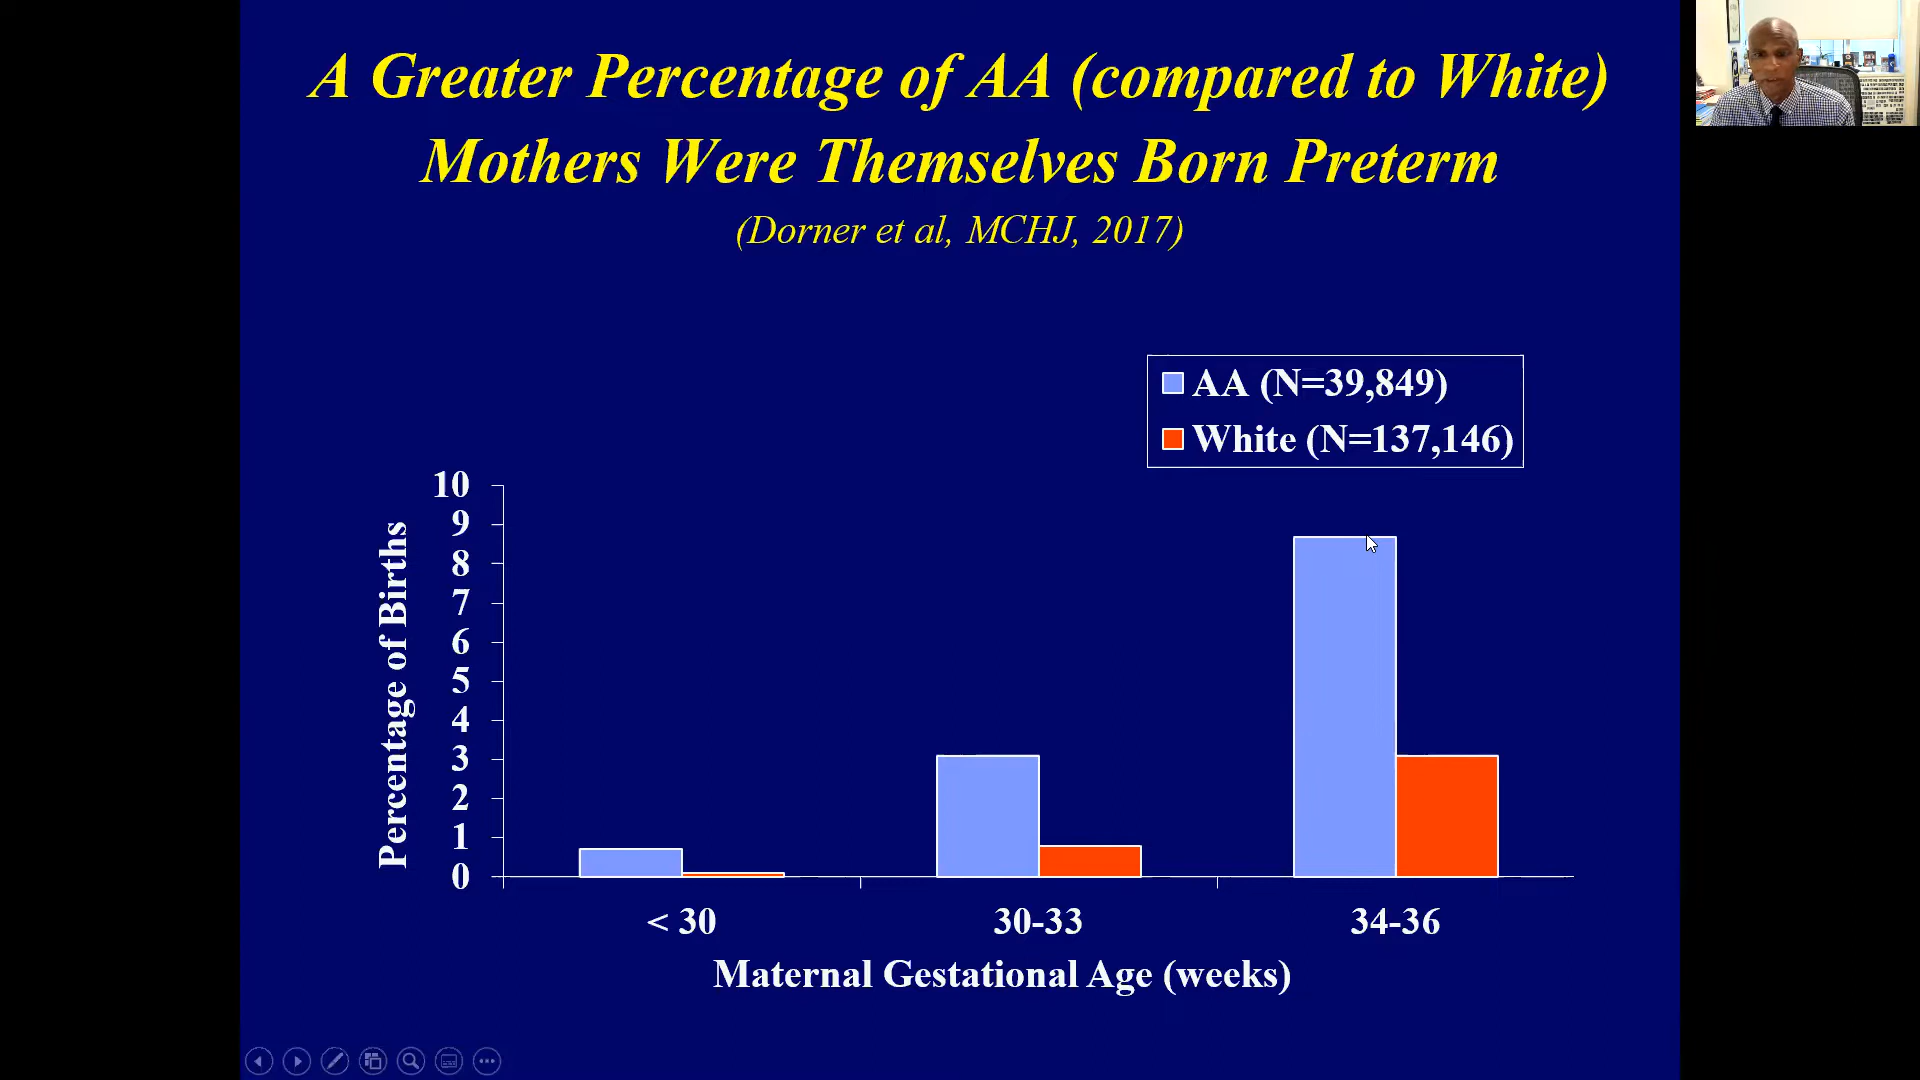 A Greater Percentage of AA (compared to White)
Mothers Were Themselves Born Preterm
(Dorner et al, MCHJ, 2017)
AA (N=39,849)
White (N=137,146)
Percentage of Births
10
9
8
7
6
5
4
3
2
1
0
< 30
30-33
34-36
Maternal Gestational Age (weeks)